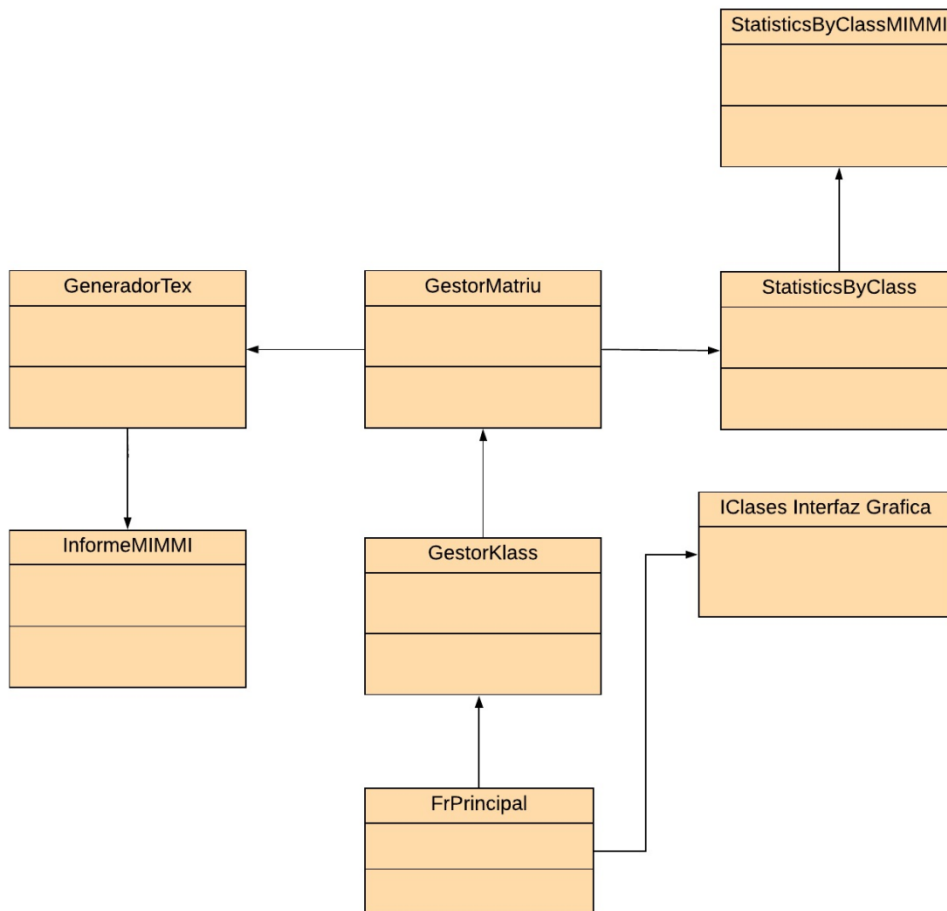 StatisticsByClassMIMMI
GeneradorTex
GestorMatriu
StatisticsByClass
IClases Interfaz Grafica
InformeMIMMI
GestorKlass
FrPrincipal